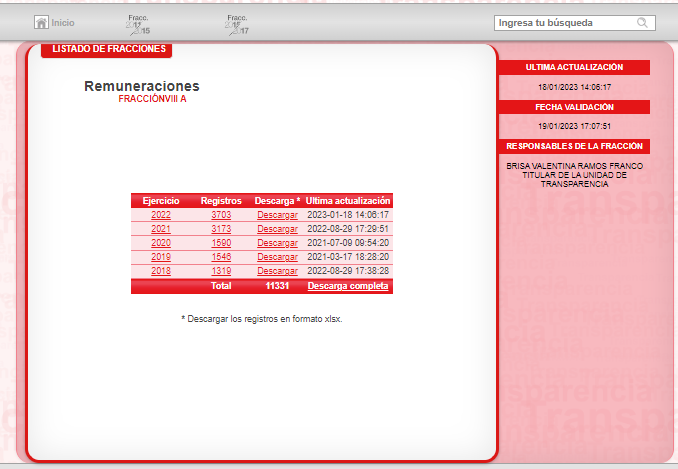 Inicio
Fracc.
15
Fracc.
17
Ingresa tu búsqueda
LISTADO DE FRACCIONES
Remuneraciones
FRACCIÓNVIII A
Ejercicio Registros Descarga * Ultima actualización
2022 3703 Descargar 2023-01-18 14:06:17
2021 3173 Descargar 2022-08-29 17:29:51
2020 1590 Descargar 2021-07-09 09:54:20
2019 1546 Descargar 2021-03-17 18:28:20
2018 1319 Descargar 2022-08-29 17:38:28
Total 11331 Descarga completa
* Descargar los registros en formato xlsx.
ULTIMA ACTUALIZACIÓN
18/01/2023 14:06:17
FECHA VALIDACIÓN
19/01/2023 17:07:51
RESPONSABLES DE LA FRACCIÓN
BRISA VALENTINA RAMOS FRANCO
TITULAR DE LA UNIDAD DE
TRANSPARENCIA